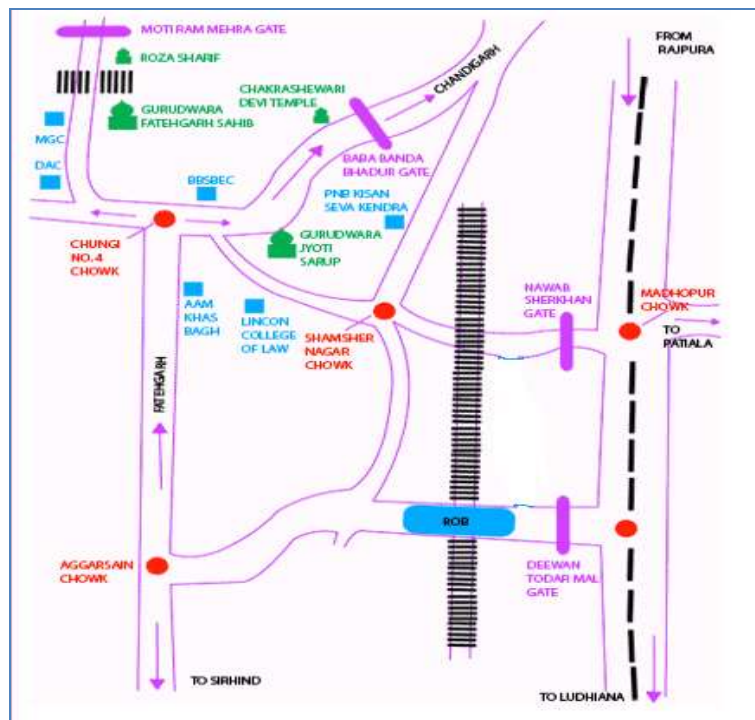 MOTI RAM MEHRA GATE
ROZA SHARIF
GURUDWARA
FATEHGARH SAHIB
MGC
DAC
BBSBEC
CHAKRASHEWARI
DEVI TEMPLE
CHANDIGARH
BABA BANDA
BHADUR GATE
PNB KISAN
SEVA KENDRA
FROM
RAJPURA
CHUNGI
NO. 4
CHOWK
GURUDWARA
JYOTI
SARUP
AAM
KHAS
BAGH
LINCON
COLLEGE
OF LAW
SHAMSHER
NAGAR
CHOWK
NAWAB
SHERKHAN
GATE
MADHOPUR
CHOWK
TO
PATIALA
FATEHGARH
ROB
AGGARSAIN
CHOWK
DEEWAN
TODAR MAL
GATE
TO SIRHIND
TO LUDHIANA